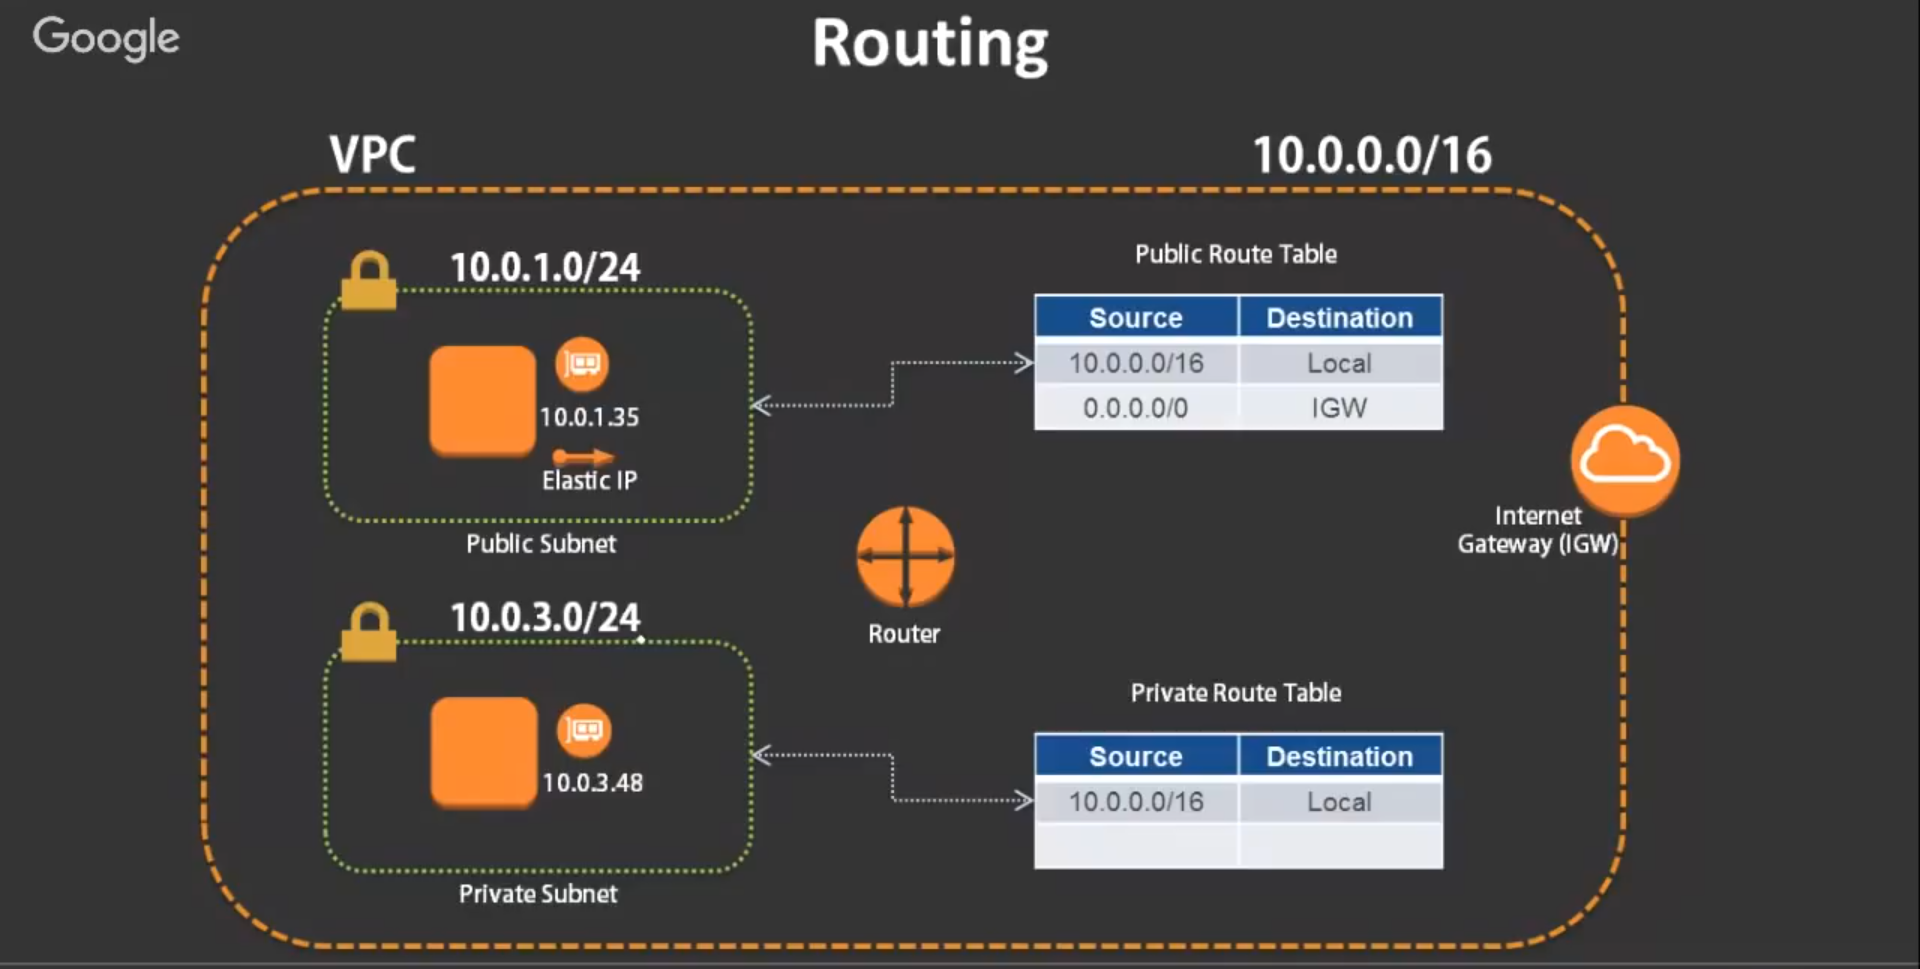 Google
Routing
VPC
10.0.0.0/16
10.0.1.0/24
10.0.1.35
Elastic IP
Public Subnet
Public Route Table
Source Destination
10.0.0.0/16 Local
0.0.0.0/0 IGW
Internet
Gateway (IGW)
Router
10.0.3.0/24
10.0.3.48
Private Subnet
Private Route Table
Source Destination
10.0.0.0/16 Local